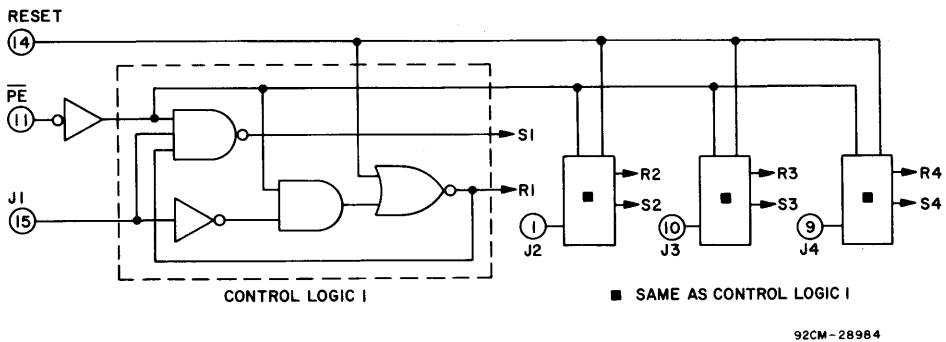 RESET
14
PE
11
J1
15
S1
R1
R2
S2
1
J2
R3
S3
10
J3
R4
S4
9
J4
CONTROL LOGIC 1
■ SAME AS CONTROL LOGIC 1
92CM-28984